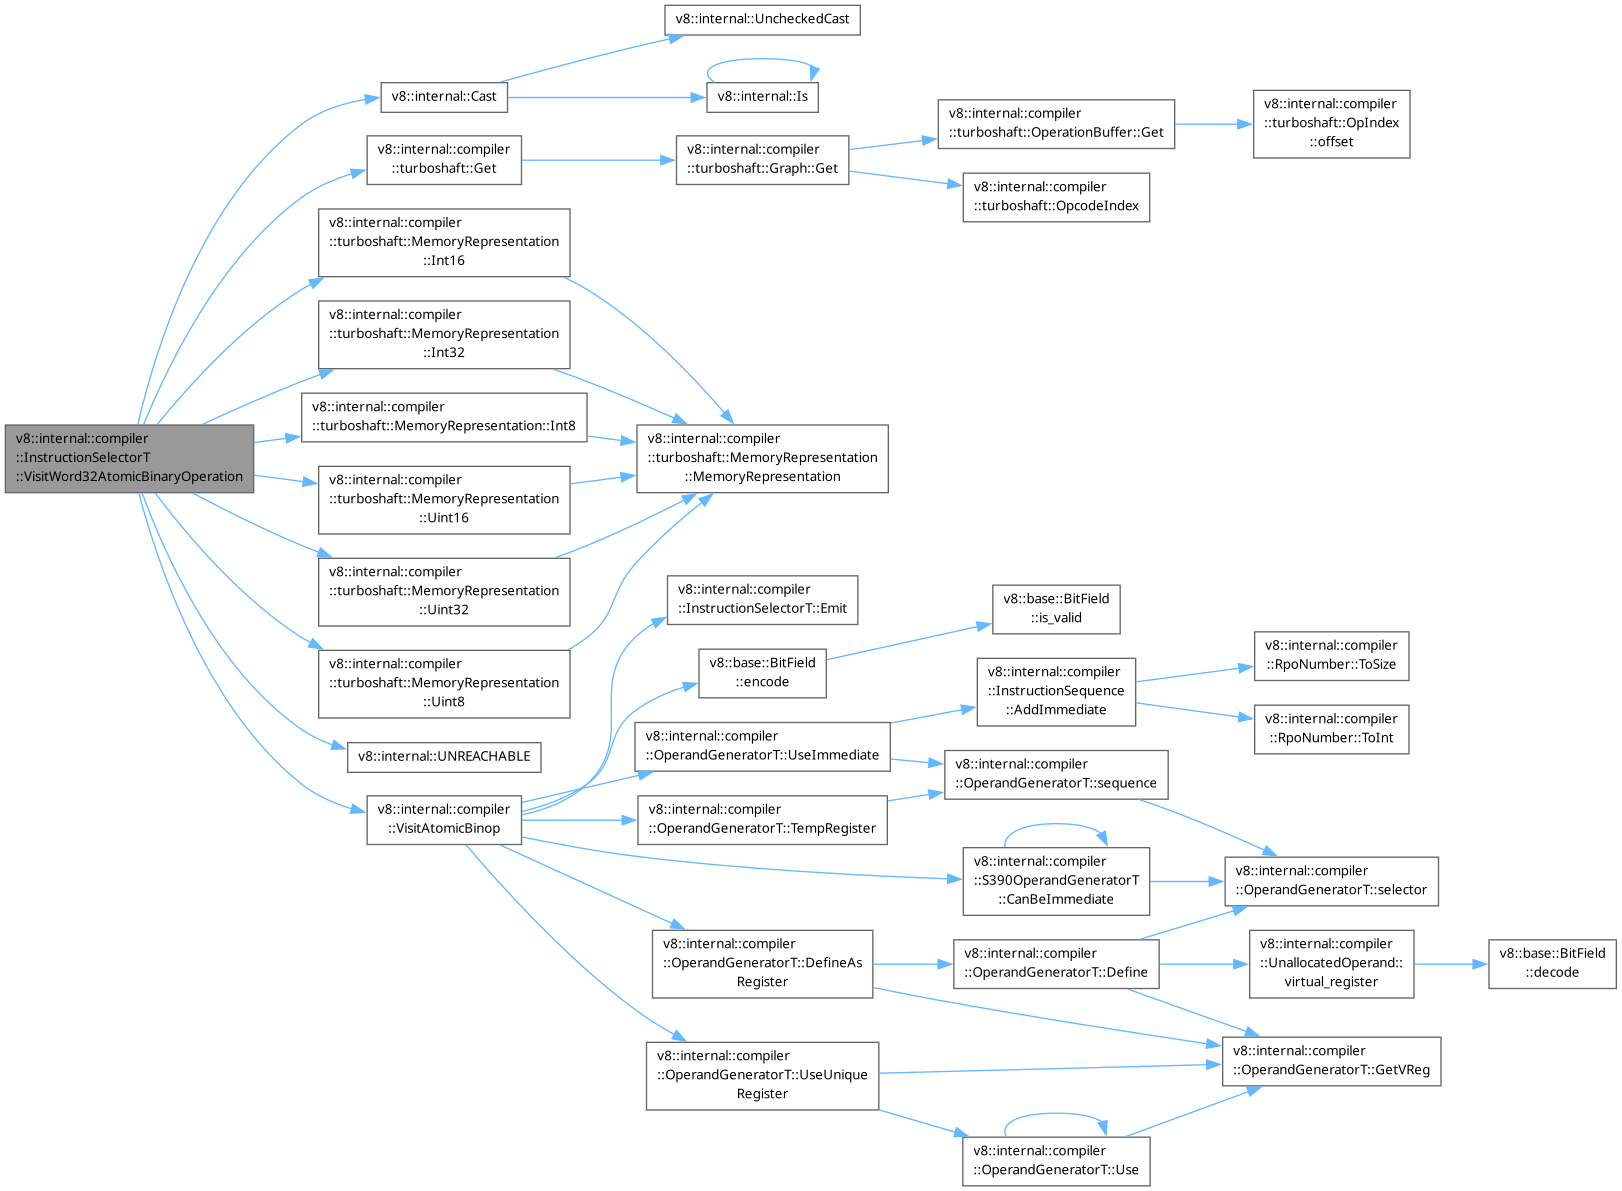 v8::internal::UncheckedCast
v8::internal::Cast
v8::internal::Is
v8::internal::compiler
::turboshaft::OperationBuffer::Get
v8::internal::compiler
::turboshaft::OpIndex
::offset
v8::internal::compiler
::turboshaft::Get
v8::internal::compiler
::turboshaft::Graph::Get
v8::internal::compiler
::turboshaft::OpcodeIndex
v8::internal::compiler
::turboshaft::MemoryRepresentation
::Int16
v8::internal::compiler
::turboshaft::MemoryRepresentation
::Int32
v8::internal::compiler
::turboshaft::MemoryRepresentation::Int8
v8::internal::compiler
::InstructionSelectorT
::VisitWord32AtomicBinaryOperation
v8::internal::compiler
::turboshaft::MemoryRepresentation
::MemoryRepresentation
v8::internal::compiler
::turboshaft::MemoryRepresentation
::Uint16
v8::internal::compiler
::turboshaft::MemoryRepresentation
::Uint32
v8::internal::compiler
::InstructionSelectorT::Emit
v8::base::BitField
::is_valid
v8::internal::compiler
::turboshaft::MemoryRepresentation
::Uint8
v8::base::BitField
::encode
v8::internal::compiler
::InstructionSequence
::AddImmediate
v8::internal::compiler
::RpoNumber::ToSize
v8::internal::compiler
::RpoNumber::ToInt
v8::internal::UNREACHABLE
v8::internal::compiler
::OperandGeneratorT::UseImmediate
v8::internal::compiler
::OperandGeneratorT::sequence
v8::internal::compiler
::VisitAtomicBinop
v8::internal::compiler
::OperandGeneratorT::TempRegister
v8::internal::compiler
::S390OperandGeneratorT
::CanBeImmediate
v8::internal::compiler
::OperandGeneratorT::selector
v8::internal::compiler
::OperandGeneratorT::DefineAs
Register
v8::internal::compiler
::OperandGeneratorT::Define
v8::internal::compiler
::UnallocatedOperand::
virtual_register
v8::base::BitField
::decode
v8::internal::compiler
::OperandGeneratorT::UseUnique
Register
v8::internal::compiler
::OperandGeneratorT::GetVReg
v8::internal::compiler
::OperandGeneratorT::Use